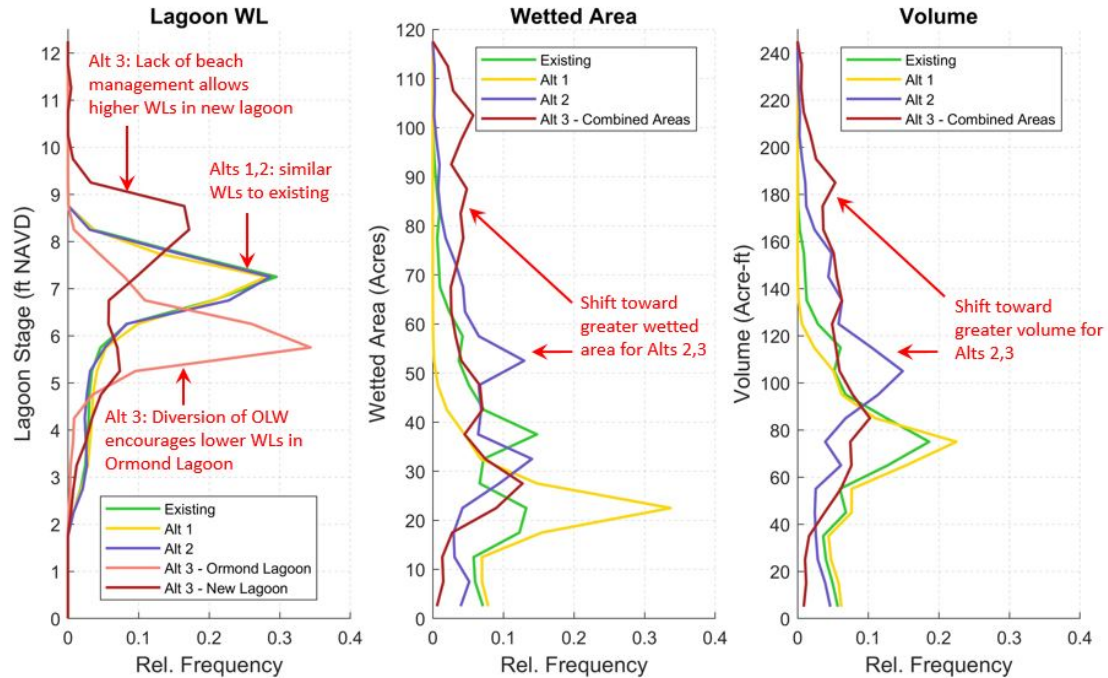 Lagoon WL
12
11
10
9
8
7
6
5
4
3
2
1
0
Lagoon Stage (ft NAVD)
Alt 3: Lack of beach
management allows
higher WLs in new lagoon
Alts 1,2: similar
WLs to existing
Alt 3: Diversion of OLW
encourages lower WLs in
Ormond Lagoon
Existing
Alt 1
Alt 2
Alt 3 - Ormond Lagoon
Alt 3 - New Lagoon
0
0.1
0.2
0.3
0.4
Rel. Frequency
Wetted Area
120
110
100
90
80
70
60
50
40
30
20
10
0
Wetted Area (Acres)
Existing
Alt 1
Alt 2
Alt 3 - Combined Areas
Shift toward
greater wetted
area for Alts 2,3
0
0.1
0.2
0.3
0.4
Rel. Frequency
Volume
240
220
200
180
160
140
120
100
80
60
40
20
0
Volume (Acre-ft)
Existing
Alt 1
Alt 2
Alt 3 - Combined Areas
Shift toward
greater volume for
Alts 2,3
0
0.1
0.2
0.3
0.4
Rel. Frequency